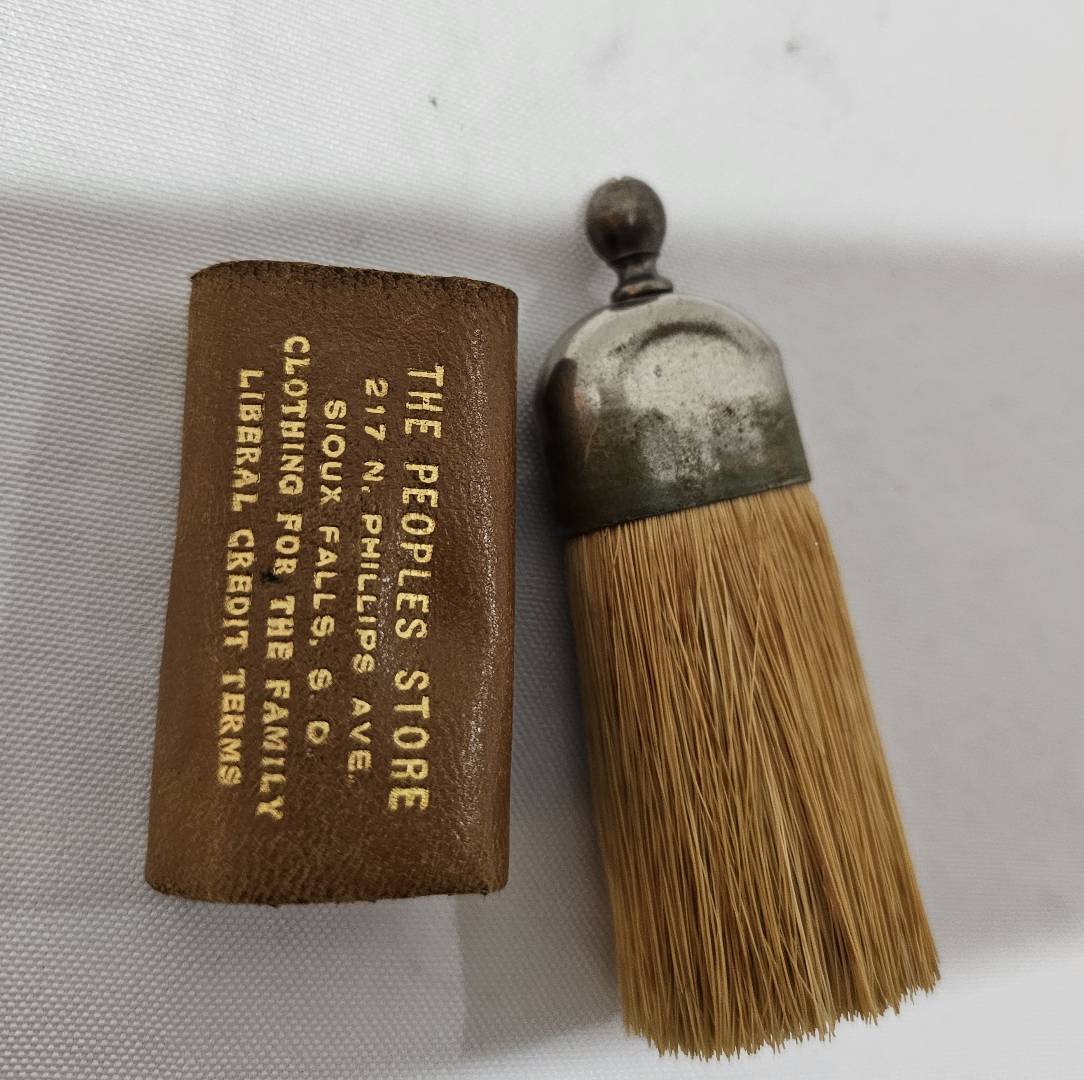 THE PEOPLES STORE
217 N. PHILLIPS AVE.
SIOUX FALLS, S. D.
CLOTHING FOR THE FAMILY
LIBERAL CREDIT TERMS